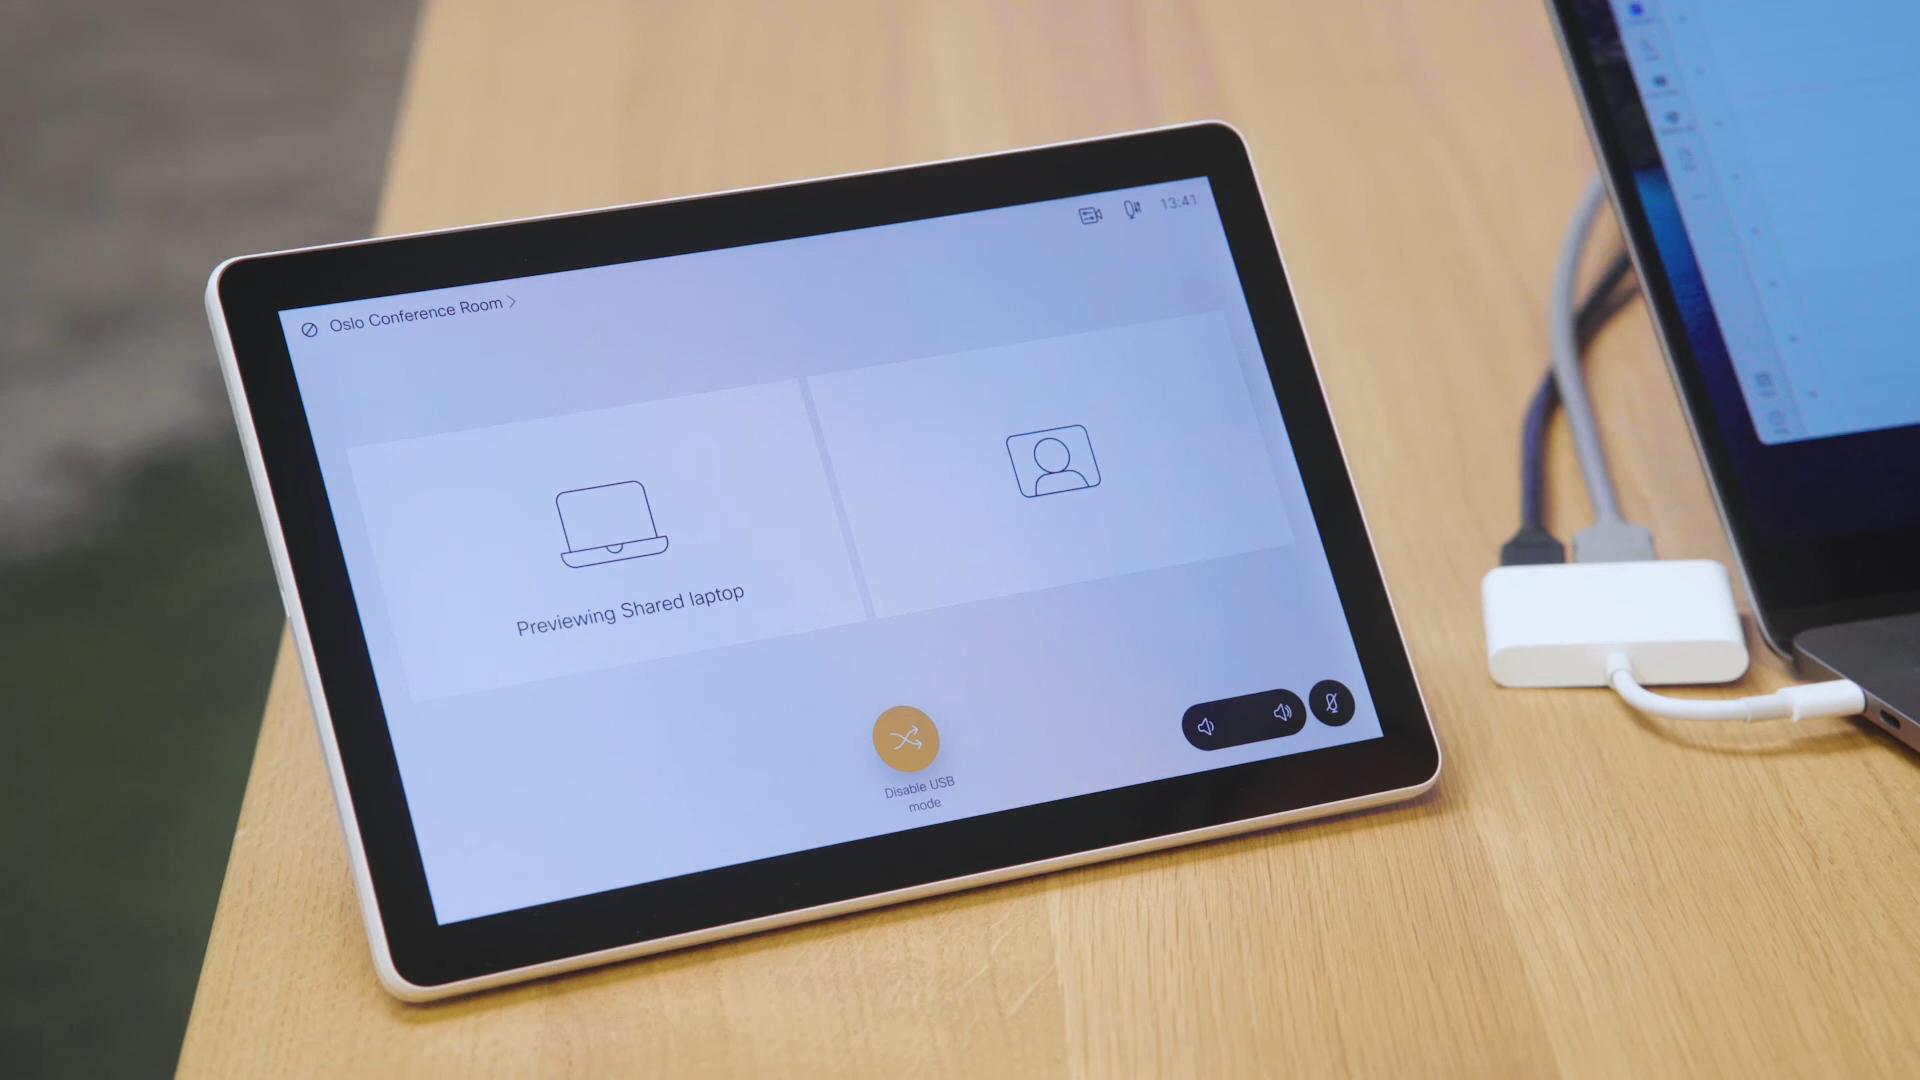 13:41
Oslo Conference Room
Previewing Shared laptop
Disable USB
mode